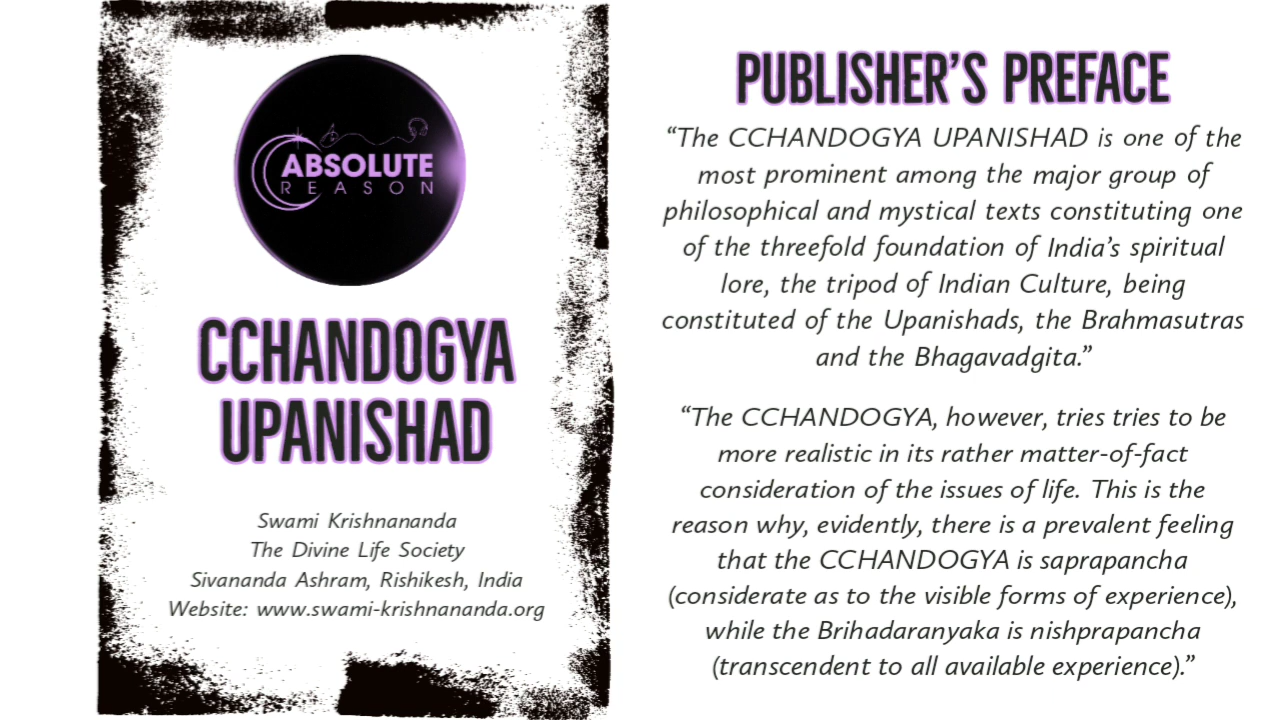 ABSOLUTE
REASON
CCHANDOGYA
UPANISHAD
Swami Krishnananda
The Divine Life Society
Sivananda Ashram, Rishikesh, India
Website: www.swami-krishnananda.org
PUBLISHER’S PREFACE
“The CCHANDOGYA UPANISHAD is one of the
most prominent among the major group of
philosophical and mystical texts constituting one
of the threefold foundation of India’s spiritual
lore, the tripod of Indian Culture, being
constituted of the Upanishads, the Brahmasutras
and the Bhagavadgita.”
“The CCHANDOGYA, however, tries tries to be
more realistic in its rather matter-of-fact
consideration of the issues of life. This is the
reason why, evidently, there is a prevalent feeling
that the CCHANDOGYA is saprapancha
(considerate as to the visible forms of experience),
while the Brihadaranyaka is nishprapancha
(transcendent to all available experience).”